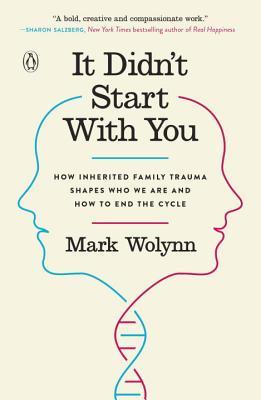 "A bold, creative and compassionate work."
—SHARON SALZBERG, New York Times bestselling author of Real Happiness
It Didn't
Start
With You
HOW INHERITED FAMILY TRAUMA
SHAPES WHO WE ARE AND
HOW TO END THE CYCLE
Mark Wolynn